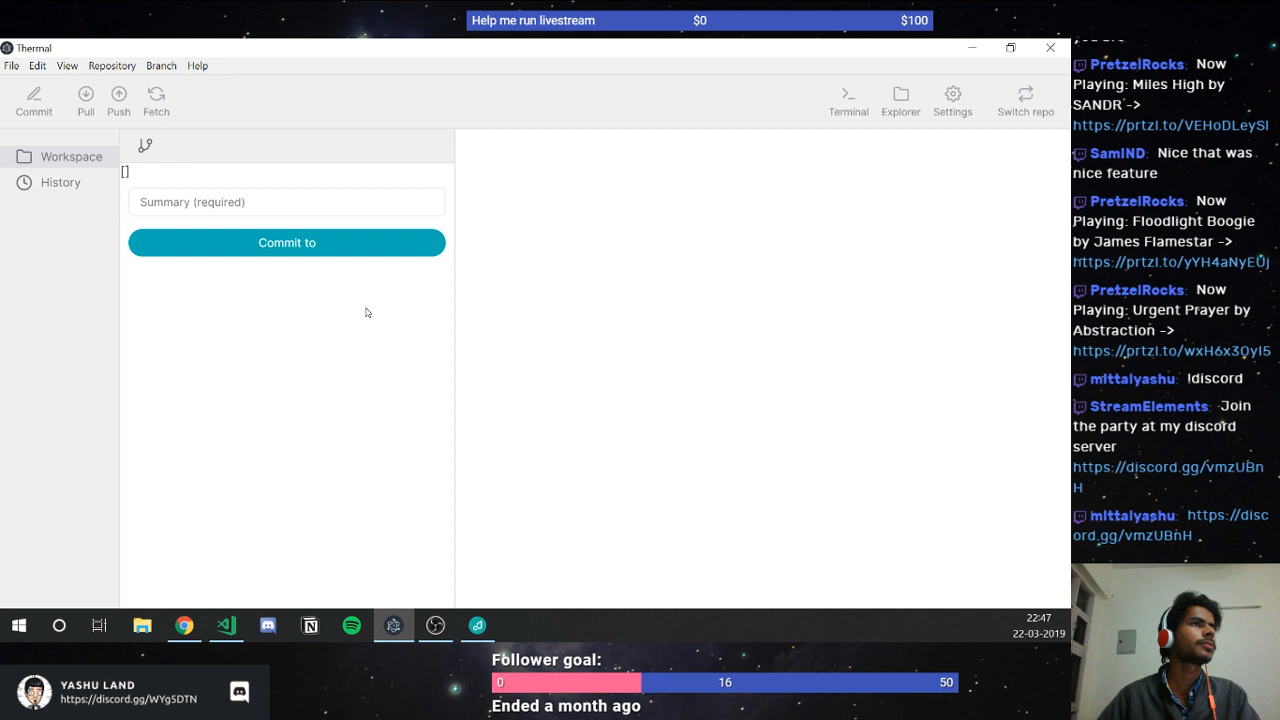 Help me run livestream $0 $100
Thermal
File Edit View Repository Branch Help
Commit Pull Push Fetch Terminal Explorer Settings Switch repo
Workspace
History
[]
Summary (required)
Commit to
PretzelRocks: Now
Playing: Miles High by
SANDR ->
https://prtzl.to/VEHoDLeySl
SamIND: Nice that was
nice feature
PretzelRocks: Now
Playing: Floodlight Boogie
by James Flamestar ->
https://prtzl.to/yYH4aNyEUj
PretzelRocks: Now
Playing: Urgent Prayer by
Abstraction ->
https://prtzl.to/wxH6x3Oyl5
mittalyashu: !discord
StreamElements: Join
the party at my discord
server
https://discord.gg/vmzUBn
H
mittalyashu: https://disc
ord.gg/vmzUBnH
22:47
22-03-2019
YASHU LAND
https://discord.gg/WYg5DTN
Follower goal:
0 16 50
Ended a month ago